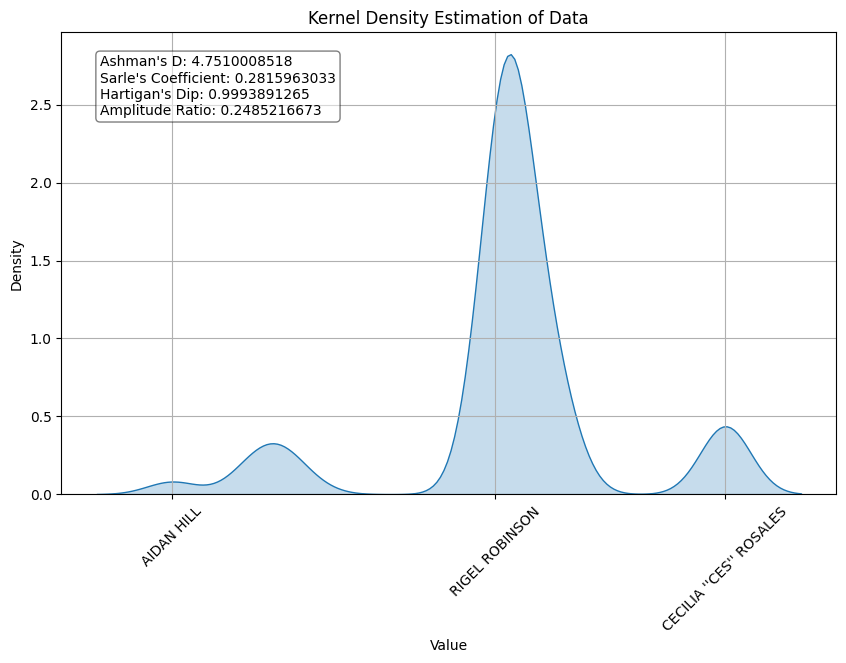 Kernel Density Estimation of Data
Ashman's D: 4.7510008518
Sarle's Coefficient: 0.2815963033
Hartigan's Dip: 0.9993891265
Amplitude Ratio: 0.2485216673
Density
2.5
2.0
1.5
1.0
0.5
0.0
AIDAN HILL
RIGEL ROBINSON
CECILIA ''CES'' ROSALES
Value